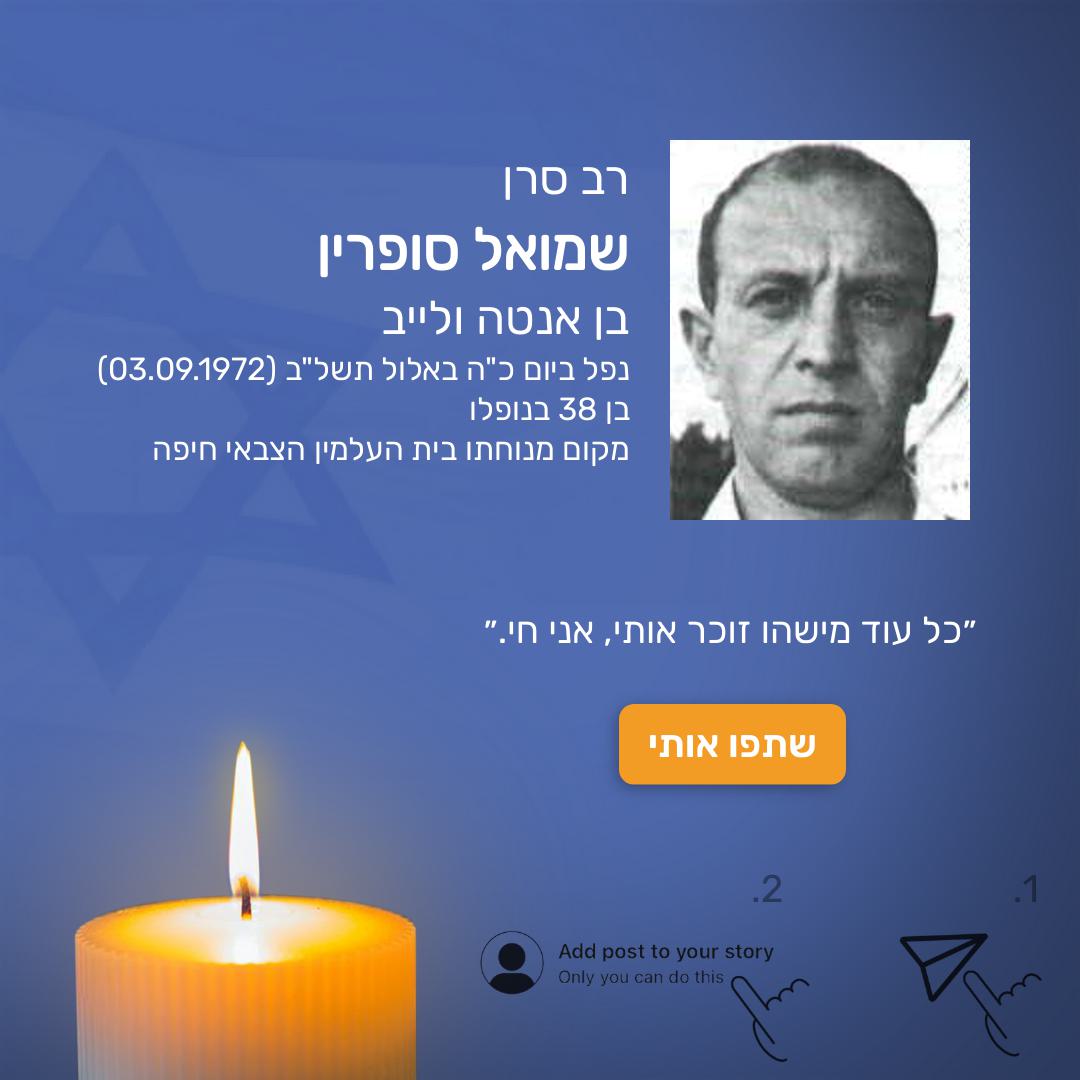 רב סרן
שמואל סופרין
בן אנטה ולייב
נפל ביום כ"ה באלול תשל"ב (03.09.1972)
בן 38 בנופלו
מקום מנוחתו בית העלמין הצבאי חיפה
״כל עוד מישהו זוכר אותי, אני חי.״
שתפו אותי
.1
.2
Add post to your story
Only you can do this